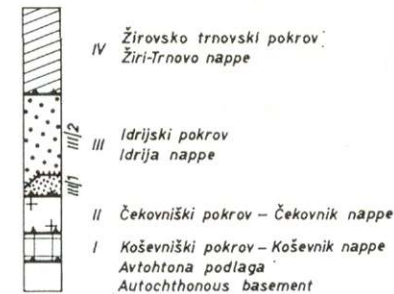 IV Žirovsko trnovski pokrov
Žiri-Trnovo nappe
III/2
III Idrijski pokrov
Idrija nappe
III/1
II Čekovniški pokrov – Čekovnik nappe
I Koševniški pokrov – Koševnik nappe
Avtohtona podlaga
Autochthonous basement